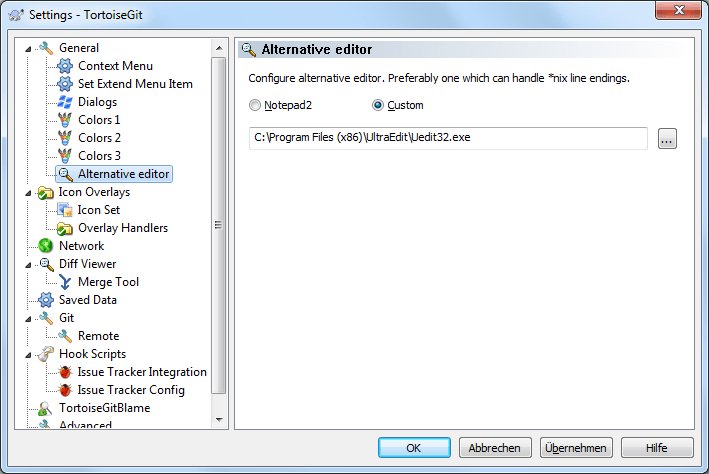 Settings - TortoiseGit
General
Context Menu
Set Extend Menu Item
Dialogs
Colors 1
Colors 2
Colors 3
Alternative editor
Icon Overlays
Icon Set
Overlay Handlers
Network
Diff Viewer
Merge Tool
Saved Data
Git
Remote
Hook Scripts
Issue Tracker Integration
Issue Tracker Config
TortoiseGitBlame
Advanced
Alternative editor
Configure alternative editor. Preferably one which can handle *nix line endings.
Notepad2 Custom
C:\Program Files (x86)\UltraEdit\Uedit32.exe ...
OK Abbrechen Übernehmen Hilfe